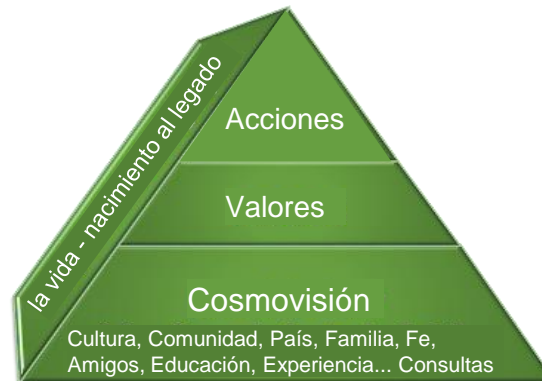 la vida - nacimiento al legado
Acciones
Valores
Cosmovisión
Cultura, Comunidad, País, Familia, Fe,
Amigos, Educación, Experiencia... Consultas